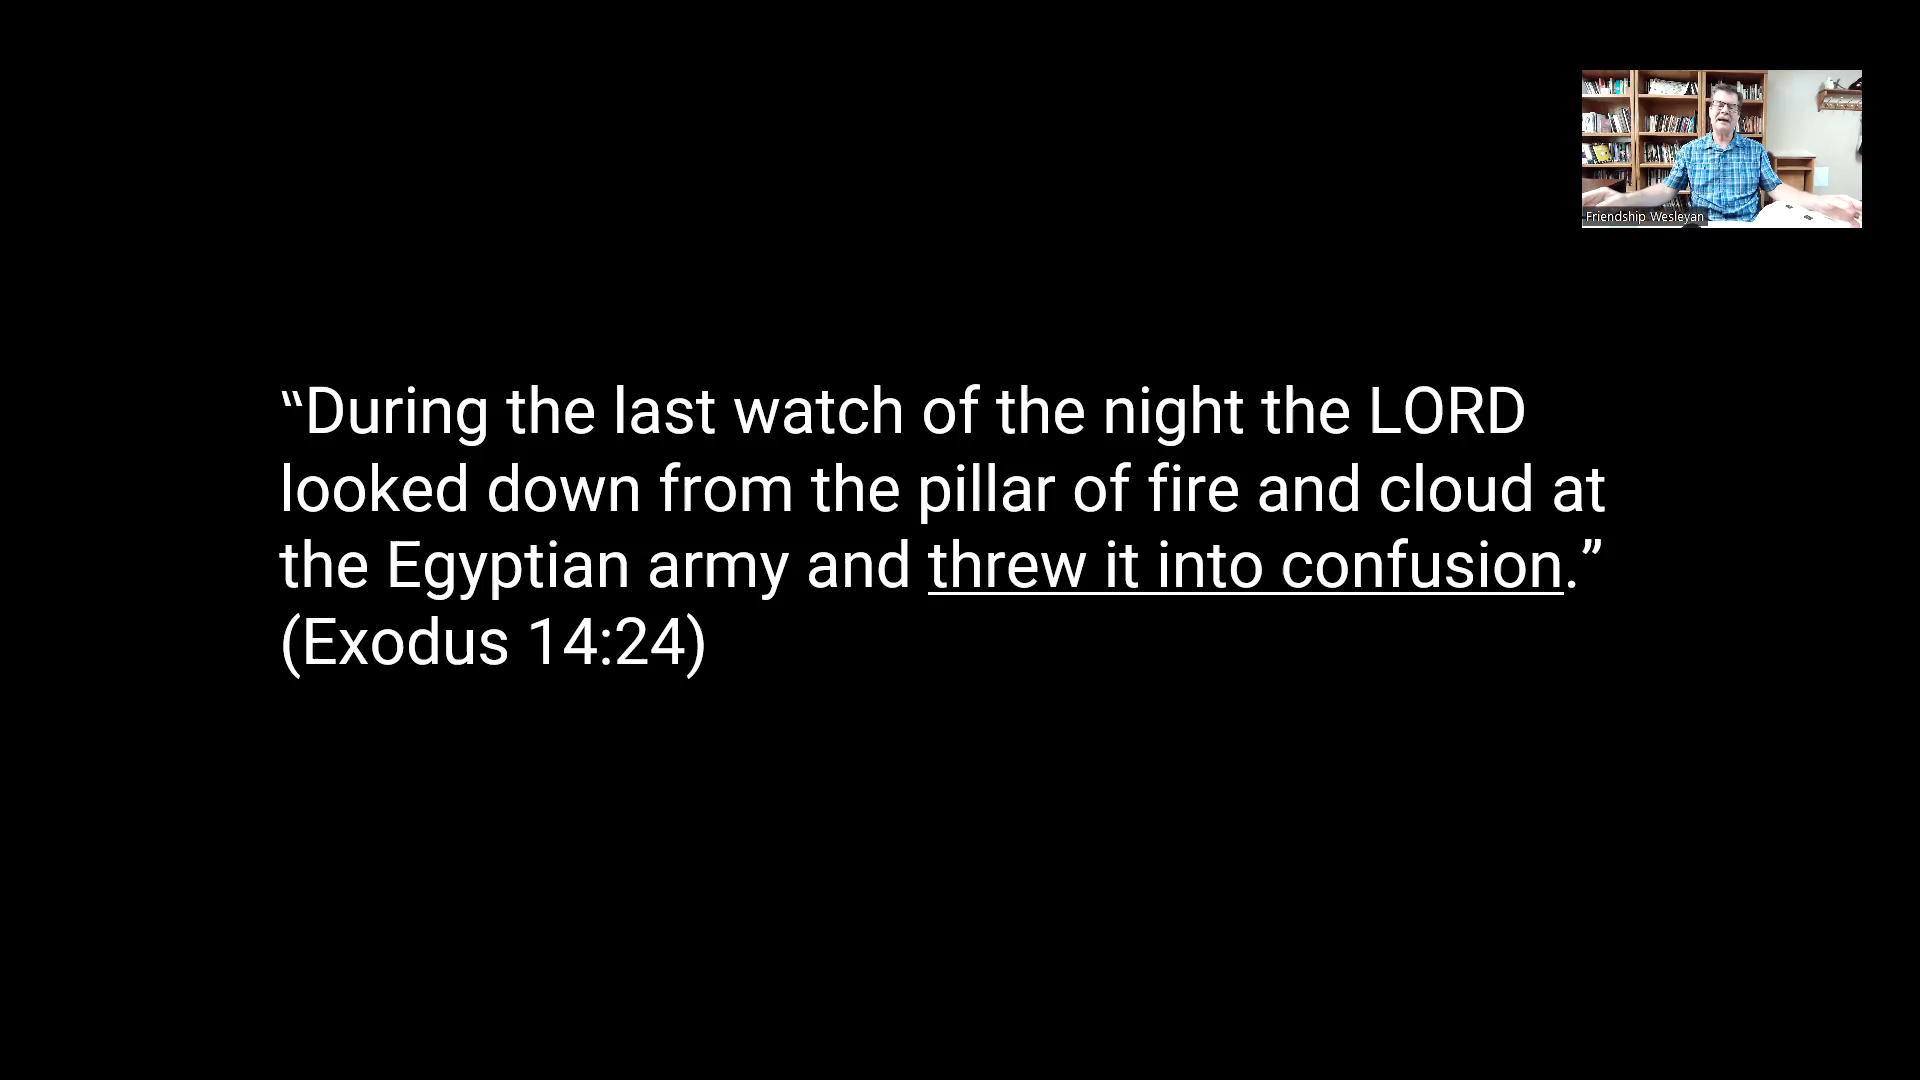 Friendship Wesleyan
“During the last watch of the night the LORD
looked down from the pillar of fire and cloud at
the Egyptian army and threw it into confusion.”
(Exodus 14:24)